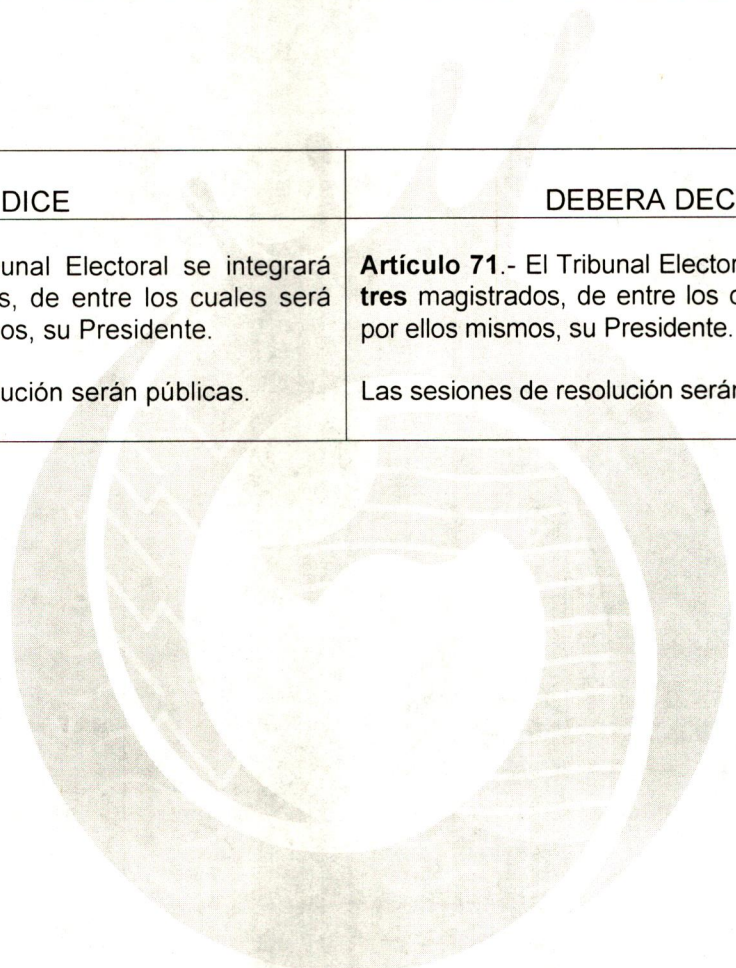 DICE
unal Electoral se integrará
s, de entre los cuales será
os, su Presidente.
ución serán públicas.
DEBERA DEC
Artículo 71.- El Tribunal Elector
tres magistrados, de entre los
por ellos mismos, su Presidente.
Las sesiones de resolución serán